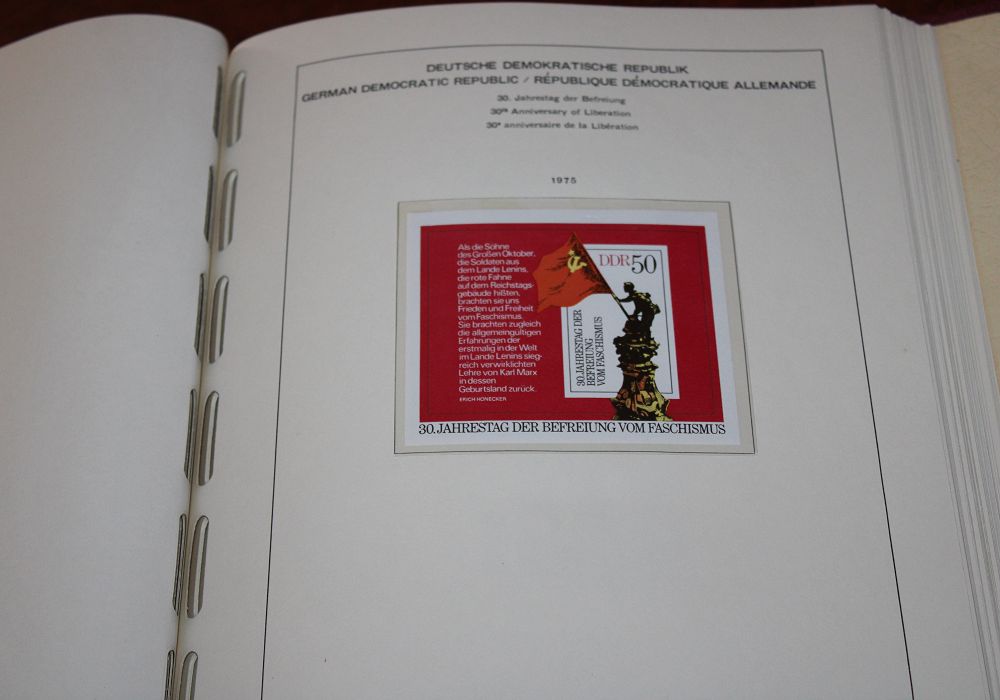 DEUTSCHE DEMOKRATISCHE REPUBLIK
GERMAN DEMOCRATIC REPUBLIC / RÉPUBLIQUE DÉMOCRATIQUE ALLEMANDE
30. Jahrestag der Befreiung
30th Anniversary of Liberation
30e anniversaire de la Libération
1975
Als die Söhne
des Großen Oktober,
die Soldaten aus
dem Lande Lenins,
die rote Fahne
auf dem Reichstags-
gebäude hißten,
brachten sie uns
Frieden und Freiheit
vom Faschismus.
Sie brachten zugleich
die allgemeingültigen
Erfahrungen der
erstmalig in der Welt
im Lande Lenins sieg-
reich verwirklichten
Lehre von Karl Marx
in dessen
Geburtsland zurück.
ERICH HONECKER
DDR 50
30. JAHRESTAG DER
BEFREIUNG
VOM FASCHISMUS
30. JAHRESTAG DER BEFREIUNG VOM FASCHISMUS